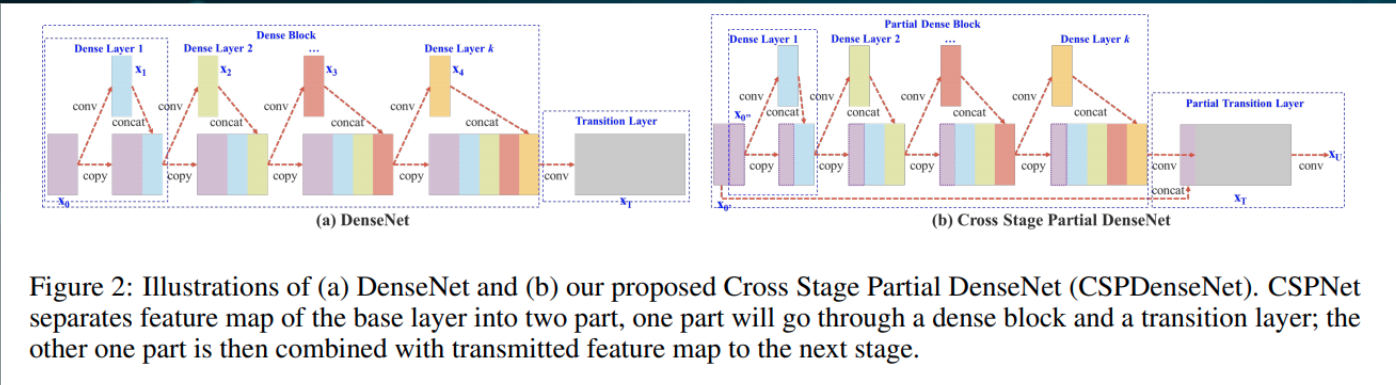 Dense Block
Dense Layer 1
Dense Layer 2
...
Dense Layer k
x1
x2
x3
x4
conv
conv
conv
conv
concat
concat
concat
concat
Transition Layer
copy
copy
copy
copy
conv
x0
xT
(a) DenseNet
Partial Dense Block
Dense Layer 1
Dense Layer 2
...
Dense Layer k
conv
conv
conv
conv
Partial Transition Layer
x0''
concat
concat
concat
concat
copy
copy
copy
copy
conv
conv
xU
concat
x0'
xT
(b) Cross Stage Partial DenseNet
Figure 2: Illustrations of (a) DenseNet and (b) our proposed Cross Stage Partial DenseNet (CSPDenseNet). CSPNet
separates feature map of the base layer into two part, one part will go through a dense block and a transition layer; the
other one part is then combined with transmitted feature map to the next stage.